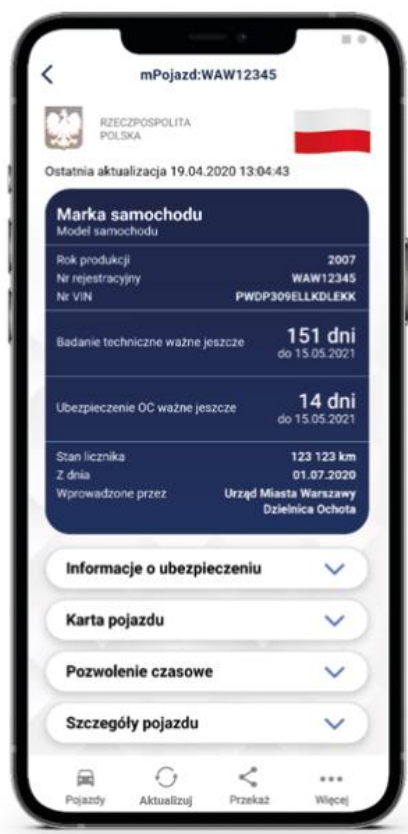 mPojazd:WAW12345
RZECZPOSPOLITA
POLSKA
Ostatnia aktualizacja 19.04.2020 13:04:43
Marka samochodu
Model samochodu
Rok produkcji 2007
Nr rejestracyjny WAW12345
Nr VIN PWDP309ELLKDLEKK
Badanie techniczne ważne jeszcze 151 dni
do 15.05.2021
Ubezpieczenie OC ważne jeszcze 14 dni
do 15.05.2021
Stan licznika 123 123 km
Z dnia 01.07.2020
Wprowadzone przez Urząd Miasta Warszawy
Dzielnica Ochota
Informacje o ubezpieczeniu
Karta pojazdu
Pozwolenie czasowe
Szczegóły pojazdu
Pojazdy Aktualizuj Przekaż Więcej